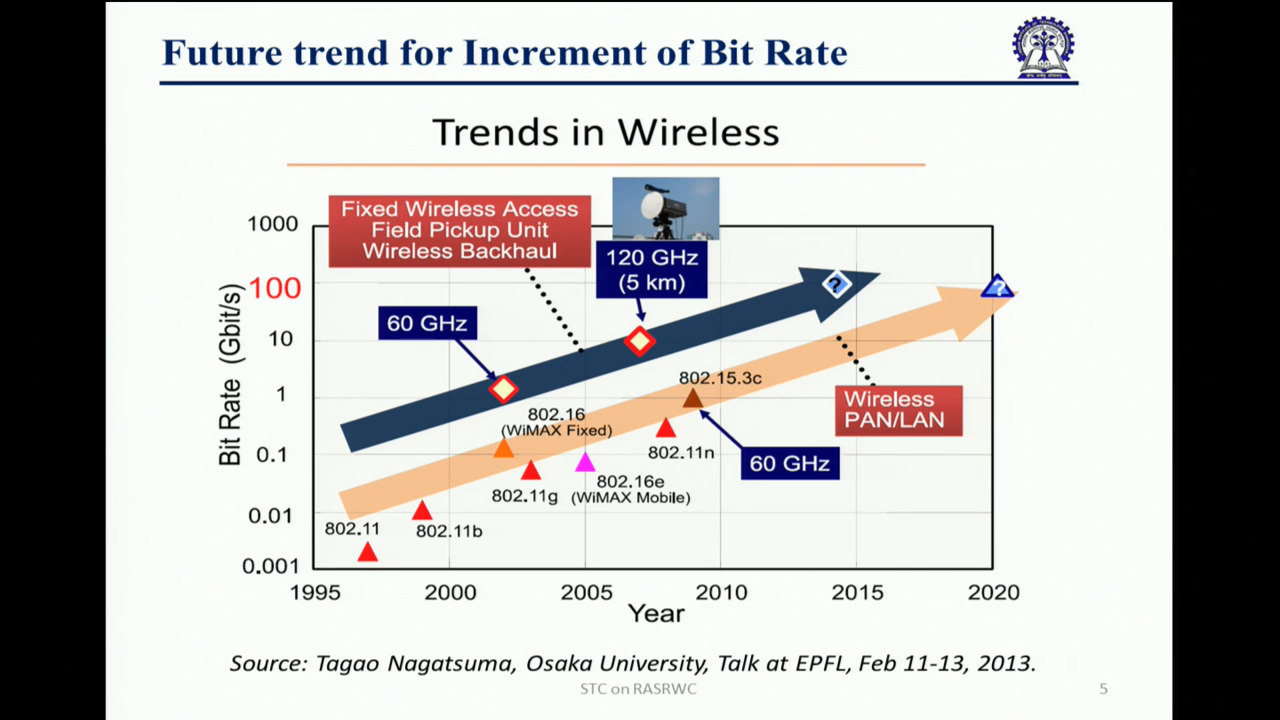 Future trend for Increment of Bit Rate
Trends in Wireless
Fixed Wireless Access
Field Pickup Unit
Wireless Backhaul
120 GHz
(5 km)
60 GHz
?
?
1000
100
10
1
0.1
0.01
0.001
Bit Rate (Gbit/s)
802.15.3c
802.16
(WiMAX Fixed)
Wireless
PAN/LAN
802.11n
60 GHz
802.11g
802.16e
(WiMAX Mobile)
802.11
802.11b
1995
2000
2005
2010
2015
2020
Year
Source: Tagao Nagatsuma, Osaka University, Talk at EPFL, Feb 11-13, 2013.
STC on RASRWC
5